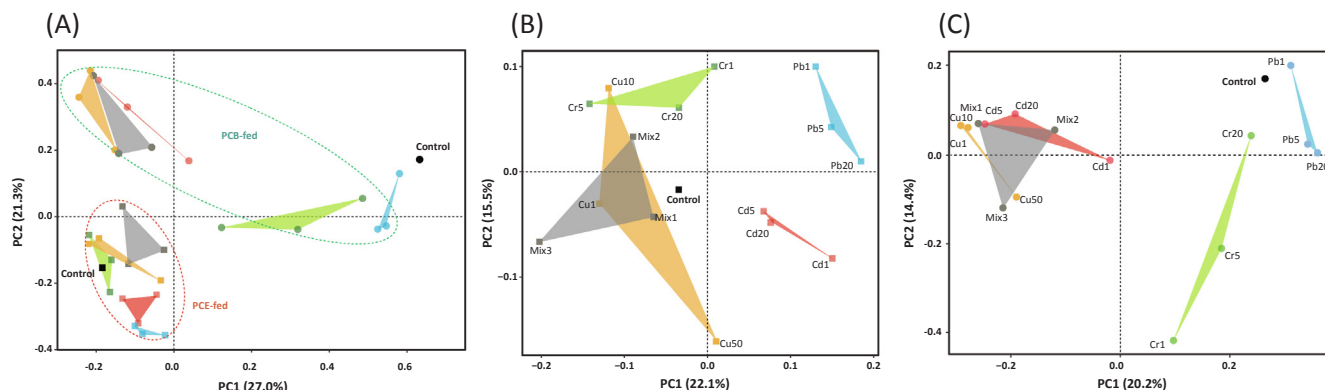 (A)
PC2 (21.3%)
0.4
0.2
0.0
-0.2
-0.4
PCB-fed
Control
Control
PCE-fed
-0.2
0.0
0.2
0.4
0.6
PC1 (27.0%)
(B)
PC2 (15.5%)
0.1
0.0
−0.1
Cu10
Cr1
Cr5
Cr20
Pb1
Pb5
Pb20
Mix2
Control
Cu1
Mix1
Mix3
Cd5
Cd20
Cd1
Cu50
−0.2
−0.1
0.0
0.1
0.2
PC1 (22.1%)
(C)
PC2 (14.4%)
0.2
0.0
-0.2
-0.4
Pb1
Control
Mix1
Cd5
Cd20
Cu10
Mix2
Cu1
Cr20
Pb5
Pb20
Cd1
Cu50
Mix3
Cr5
Cr1
-0.2
0.0
0.2
PC1 (20.2%)